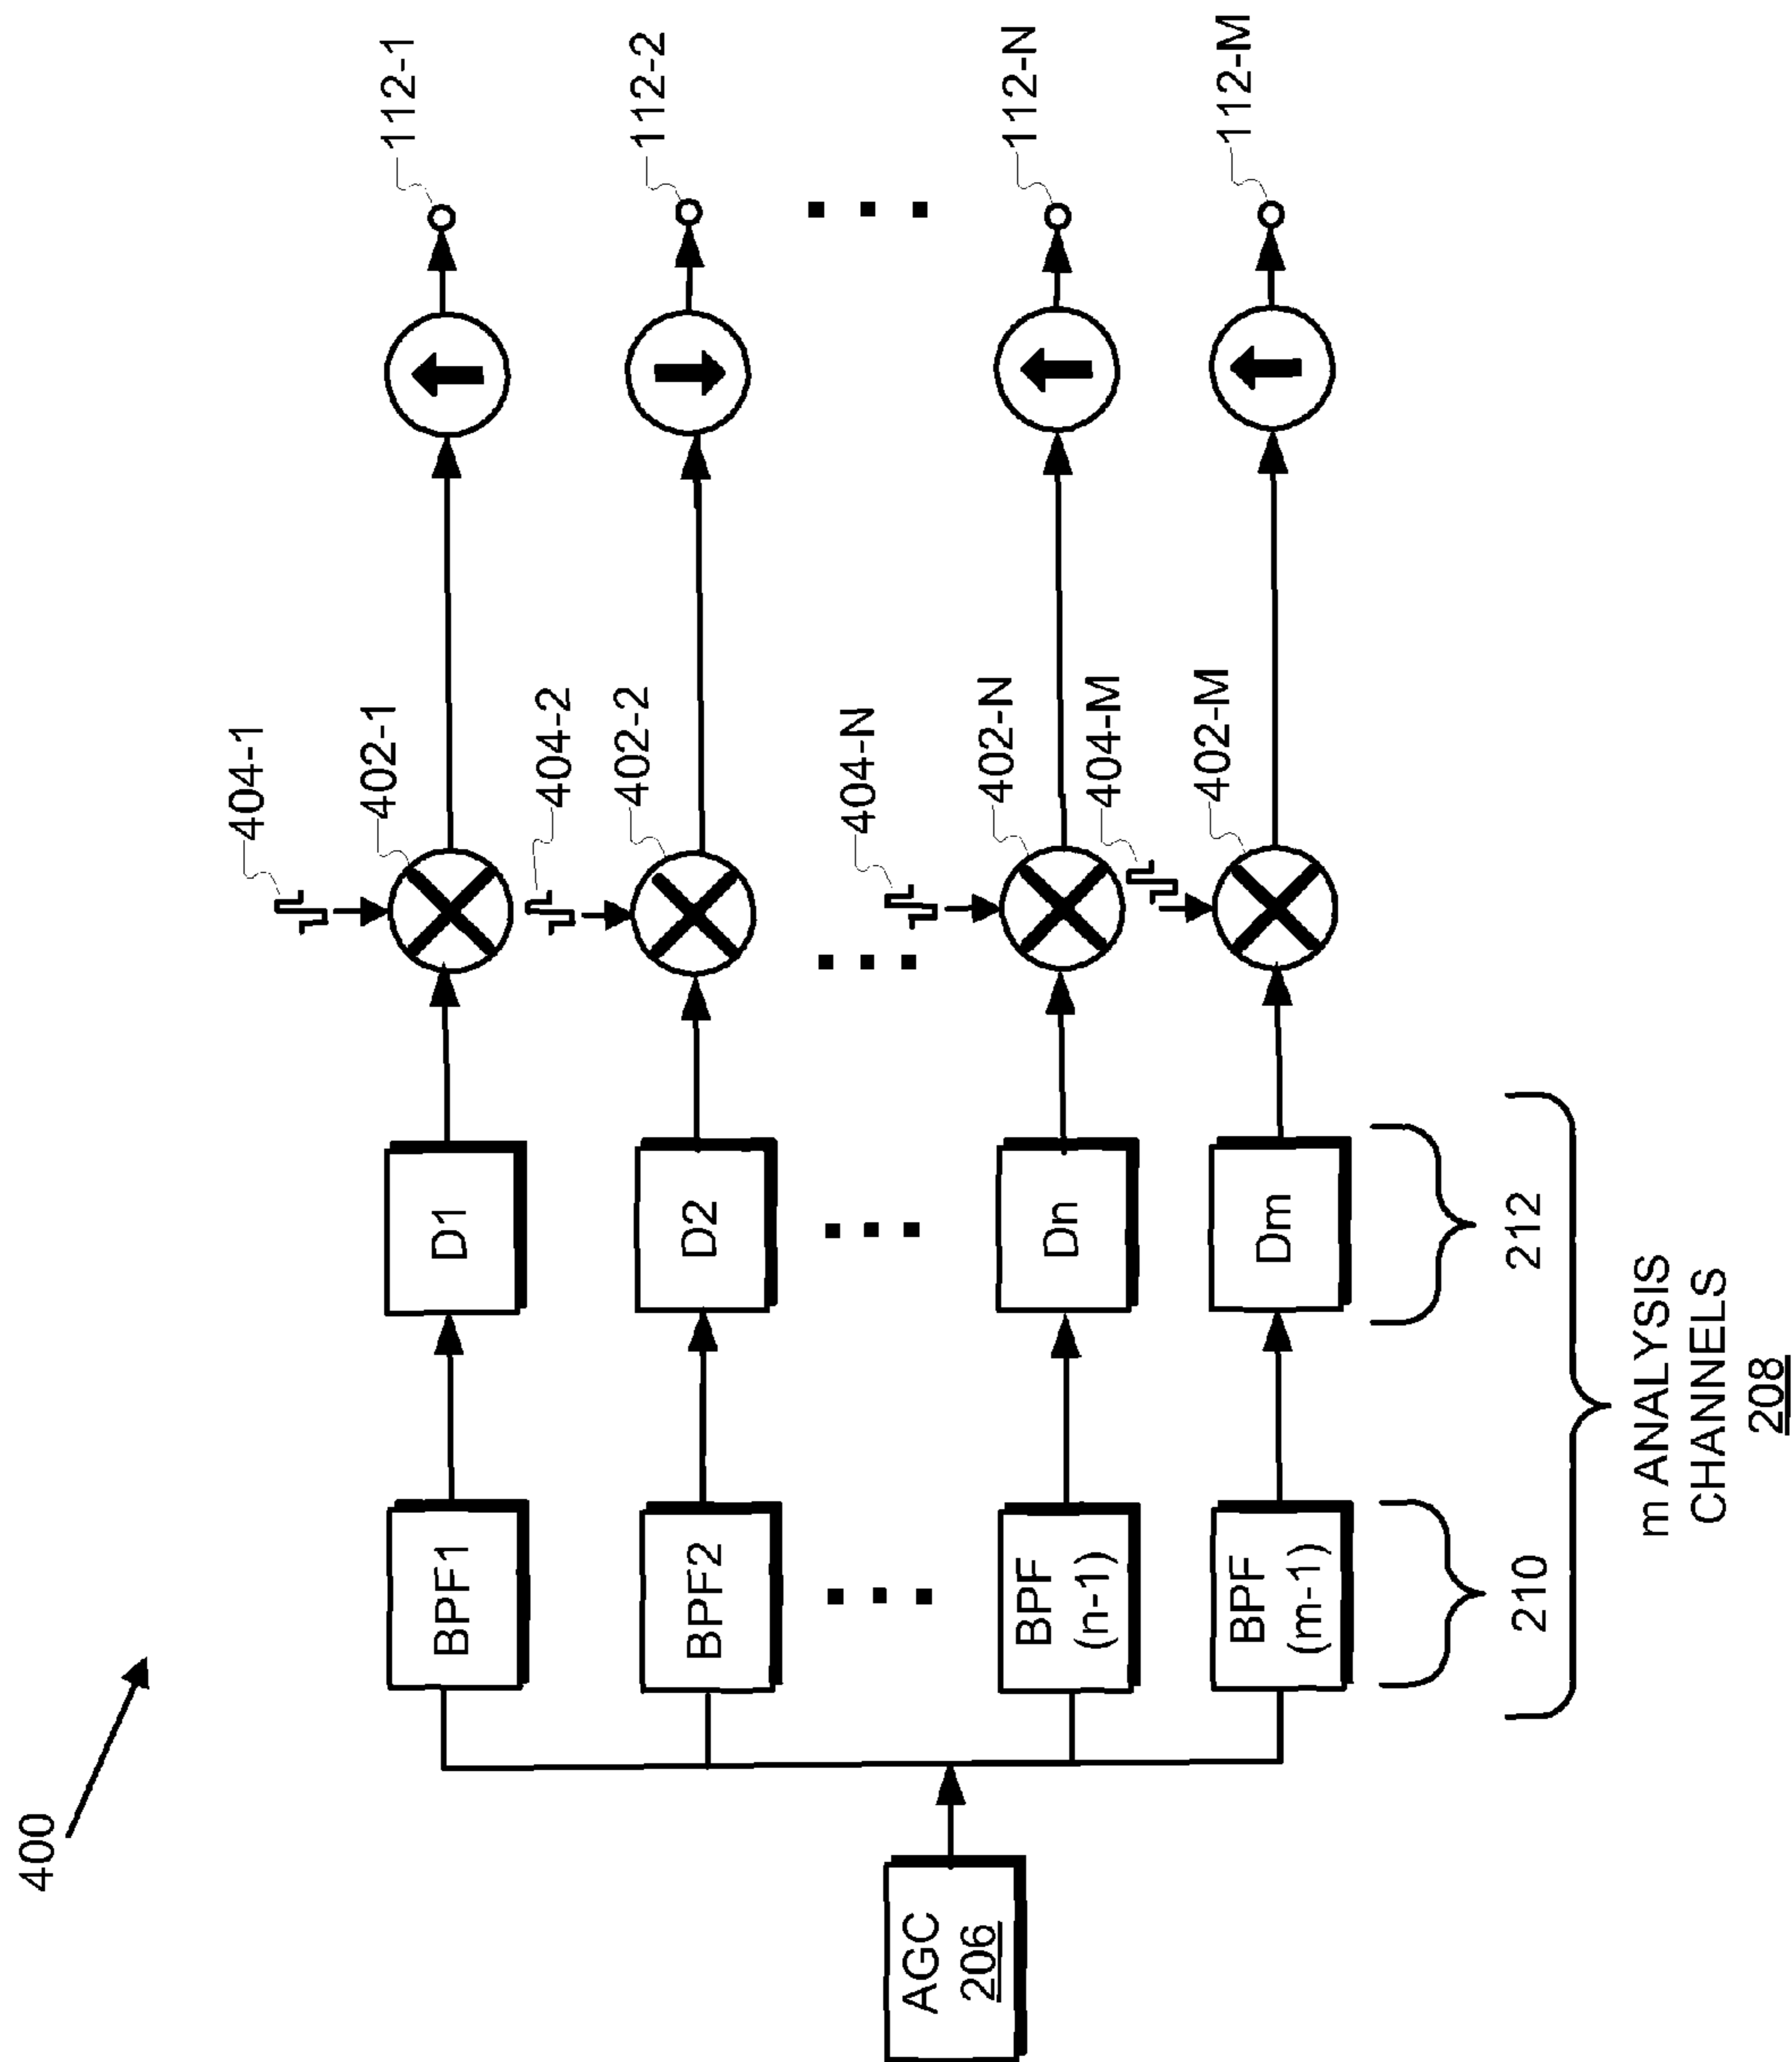 400
AGC
206
BPF1
BPF2
BPF
(n-1)
BPF
(m-1)
210
D1
D2
Dn
Dm
212
m ANALYSIS
CHANNELS
208
404-1
402-1
404-2
402-2
404-N
402-N
404-M
402-M
112-1
112-2
112-N
112-M